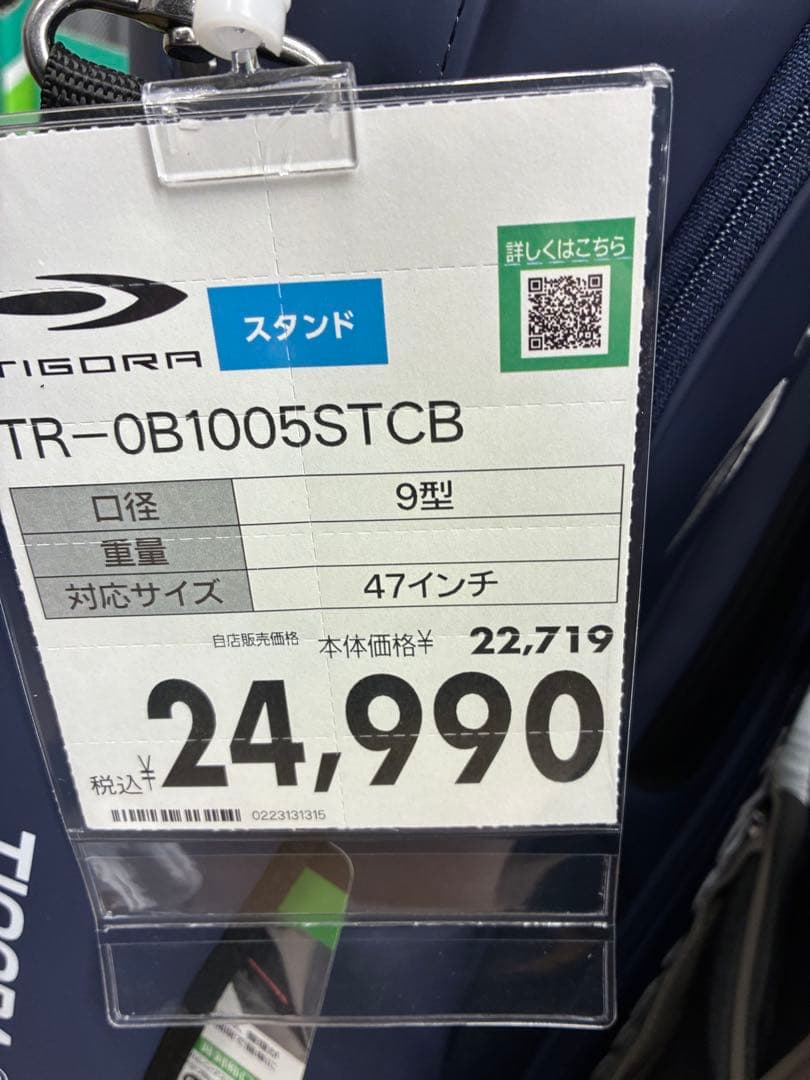 詳しくはこちら
TIGORA
スタンド
TR-0B1005STCB
口径 9型
重量
対応サイズ 47インチ
自店販売価格 本体価格¥ 22,719
税込¥ 24,990
0223131315
TIGORA